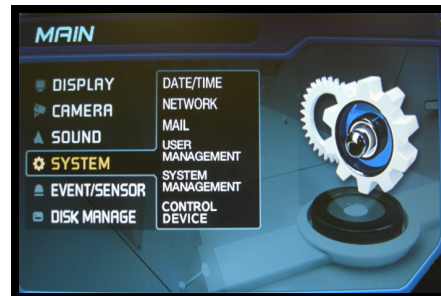 MAIN
DISPLAY
CAMERA
SOUND
SYSTEM
EVENT/SENSOR
DISK MANAGE
DATE/TIME
NETWORK
MAIL
USER
MANAGEMENT
SYSTEM
MANAGEMENT
CONTROL
DEVICE